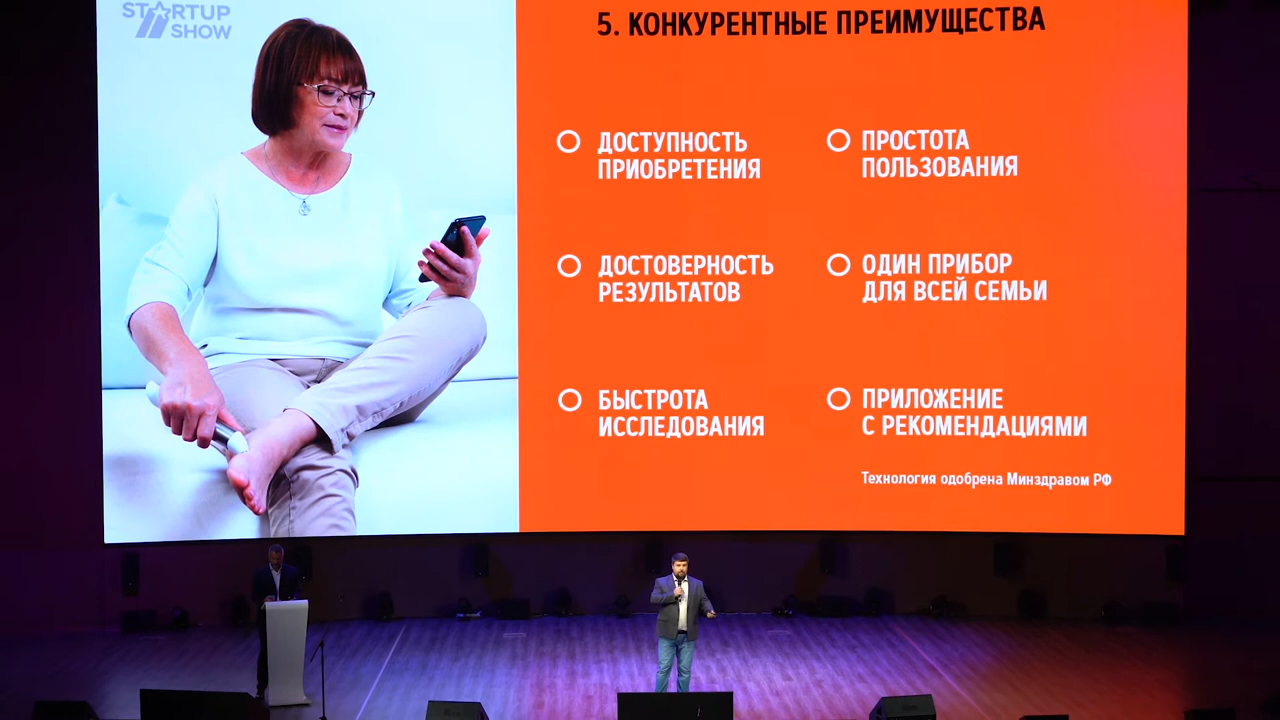 STARTUP
SHOW
5. КОНКУРЕНТНЫЕ ПРЕИМУЩЕСТВА
ДОСТУПНОСТЬ
ПРИОБРЕТЕНИЯ
ПРОСТОТА
ПОЛЬЗОВАНИЯ
ДОСТОВЕРНОСТЬ
РЕЗУЛЬТАТОВ
ОДИН ПРИБОР
ДЛЯ ВСЕЙ СЕМЬИ
БЫСТРОТА
ИССЛЕДОВАНИЯ
ПРИЛОЖЕНИЕ
С РЕКОМЕНДАЦИЯМИ
Технология одобрена Минздравом РФ